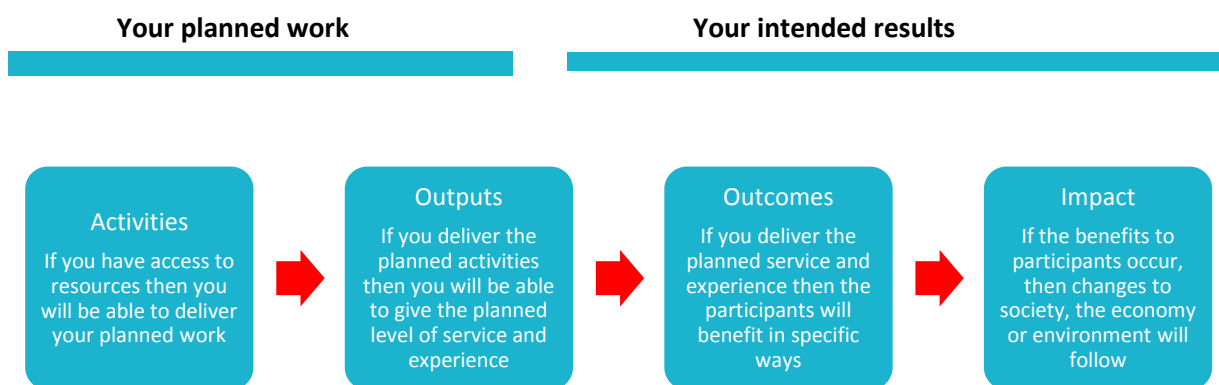 Your planned work
Your intended results
Activities
If you have access to
resources then you
will be able to deliver
your planned work
Outputs
If you deliver the
planned activities
then you will be able
to give the planned
level of service and
experience
Outcomes
If you deliver the
planned service and
experience then the
participants will
benefit in specific
ways
Impact
If the benefits to
participants occur,
then changes to
society, the economy
or environment will
follow